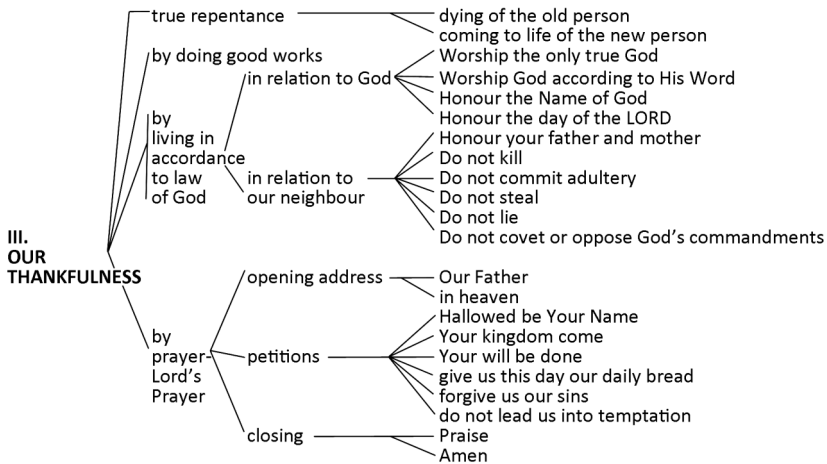 true repentance
dying of the old person
coming to life of the new person
by doing good works
in relation to God
Worship the only true God
Worship God according to His Word
Honour the Name of God
Honour the day of the LORD
by
living in
accordance
to law
of God
in relation to
our neighbour
Honour your father and mother
Do not kill
Do not commit adultery
Do not steal
Do not lie
Do not covet or oppose God's commandments
III.
OUR
THANKFULNESS
opening address
Our Father
in heaven
by
prayer-
Lord's
Prayer
petitions
Hallowed be Your Name
Your kingdom come
Your will be done
give us this day our daily bread
forgive us our sins
do not lead us into temptation
closing
Praise
Amen